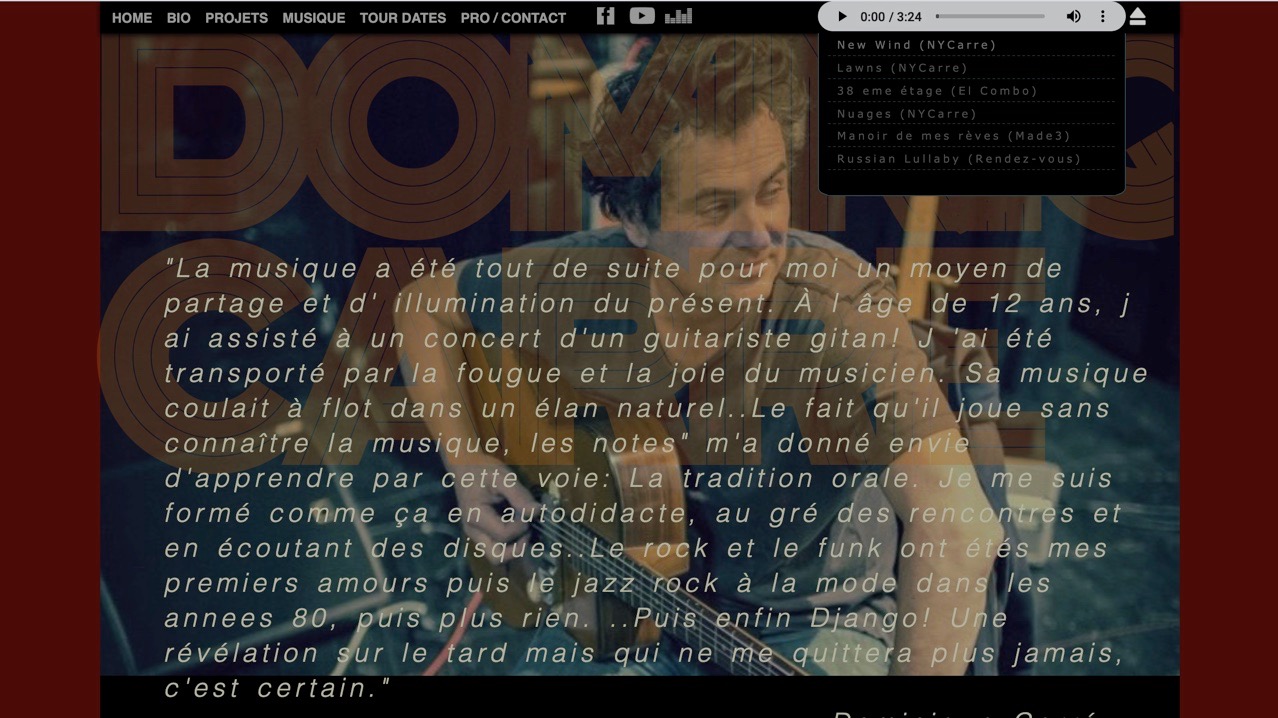 HOME BIO PROJETS MUSIQUE TOUR DATES PRO / CONTACT
0:00 / 3:24
New Wind (NYCarre)
Lawns (NYCarre)
38 eme étage (El Combo)
Nuages (NYCarre)
Manoir de mes rèves (Made3)
Russian Lullaby (Rendez-vous)
"La musique a été tout de suite pour moi un moyen de
partage et d' illumination du présent. À l âge de 12 ans, j
ai assisté à un concert d'un guitariste gitan! J 'ai été
transporté par la fougue et la joie du musicien. Sa musique
coulait à flot dans un élan naturel..Le fait qu'il joue sans
connaître la musique, les notes" m'a donné envie
d'apprendre par cette voie: La tradition orale. Je me suis
formé comme ça en autodidacte, au gré des rencontres et
en écoutant des disques..Le rock et le funk ont étés mes
premiers amours puis le jazz rock à la mode dans les
annees 80, puis plus rien. ..Puis enfin Django! Une
révélation sur le tard mais qui ne me quittera plus jamais,
c'est certain."